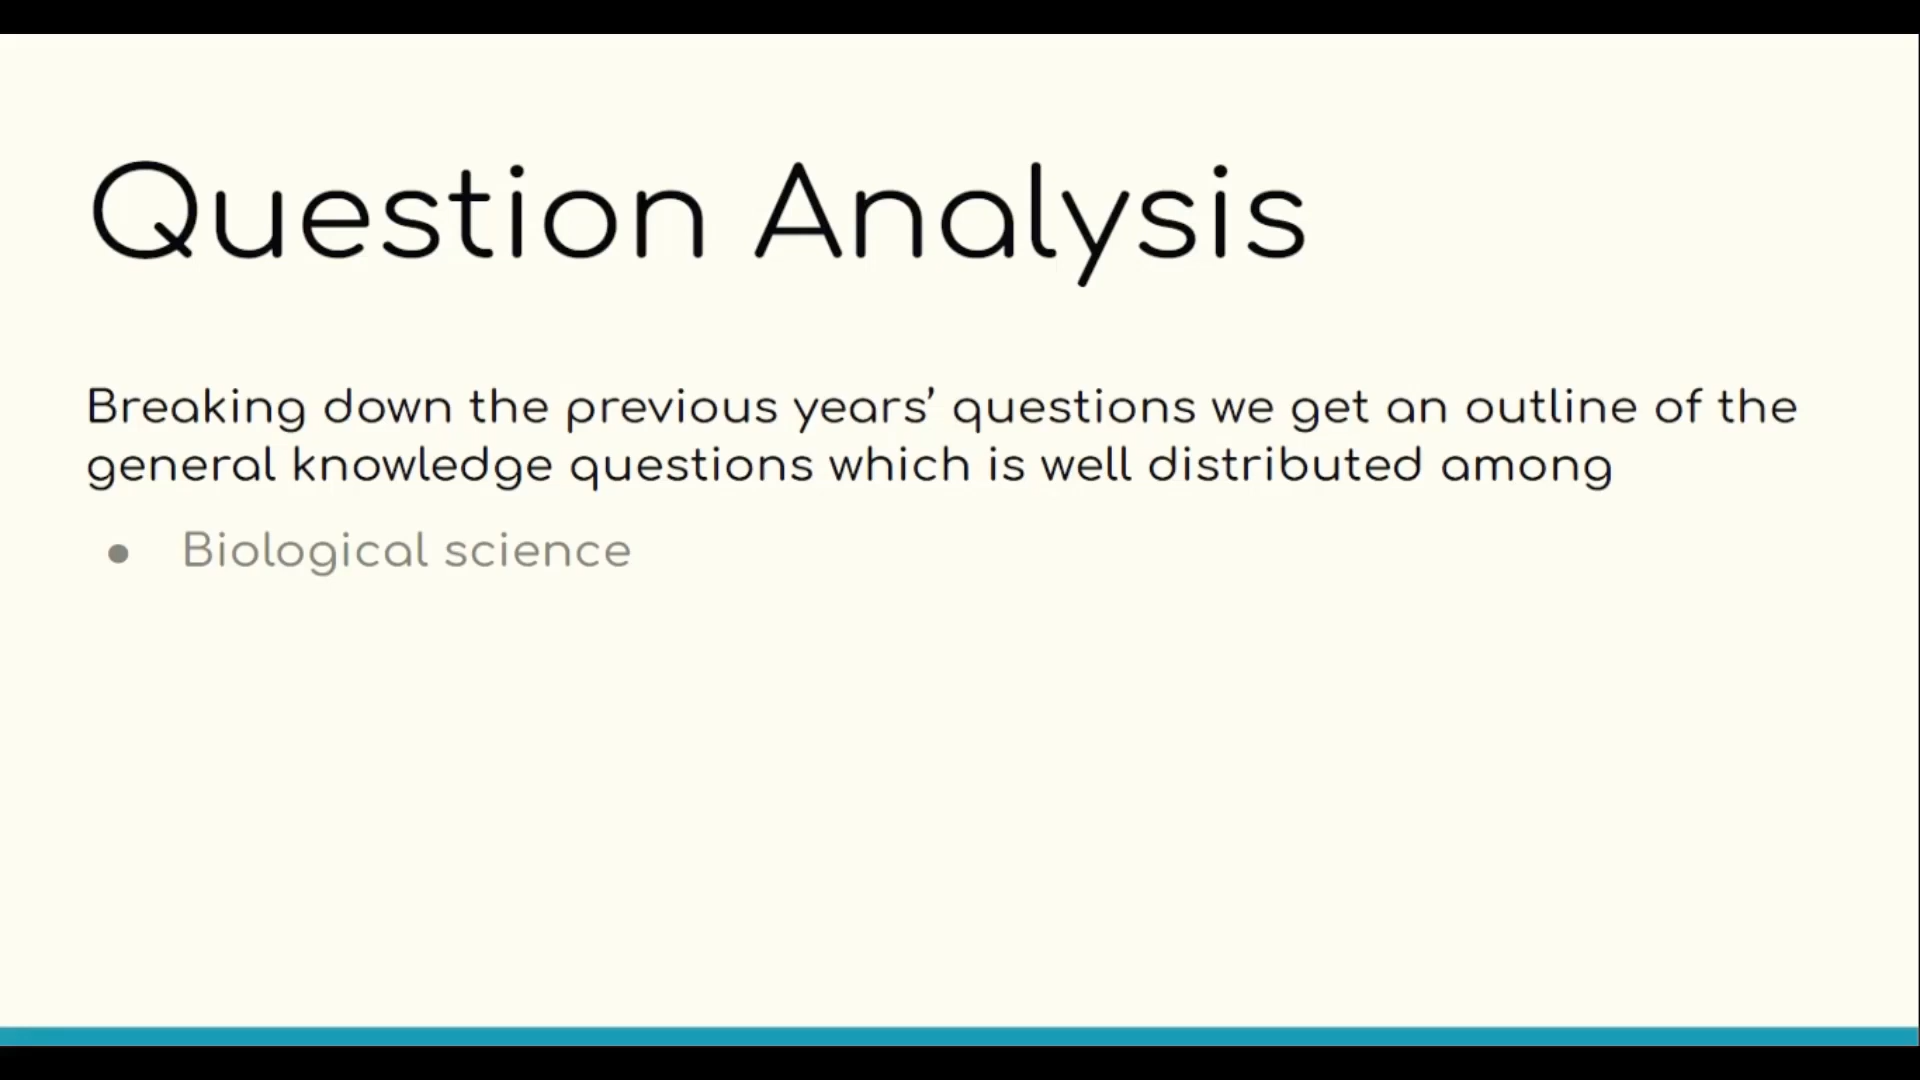 Question Analysis
Breaking down the previous years’ questions we get an outline of the
general knowledge questions which is well distributed among
● Biological science